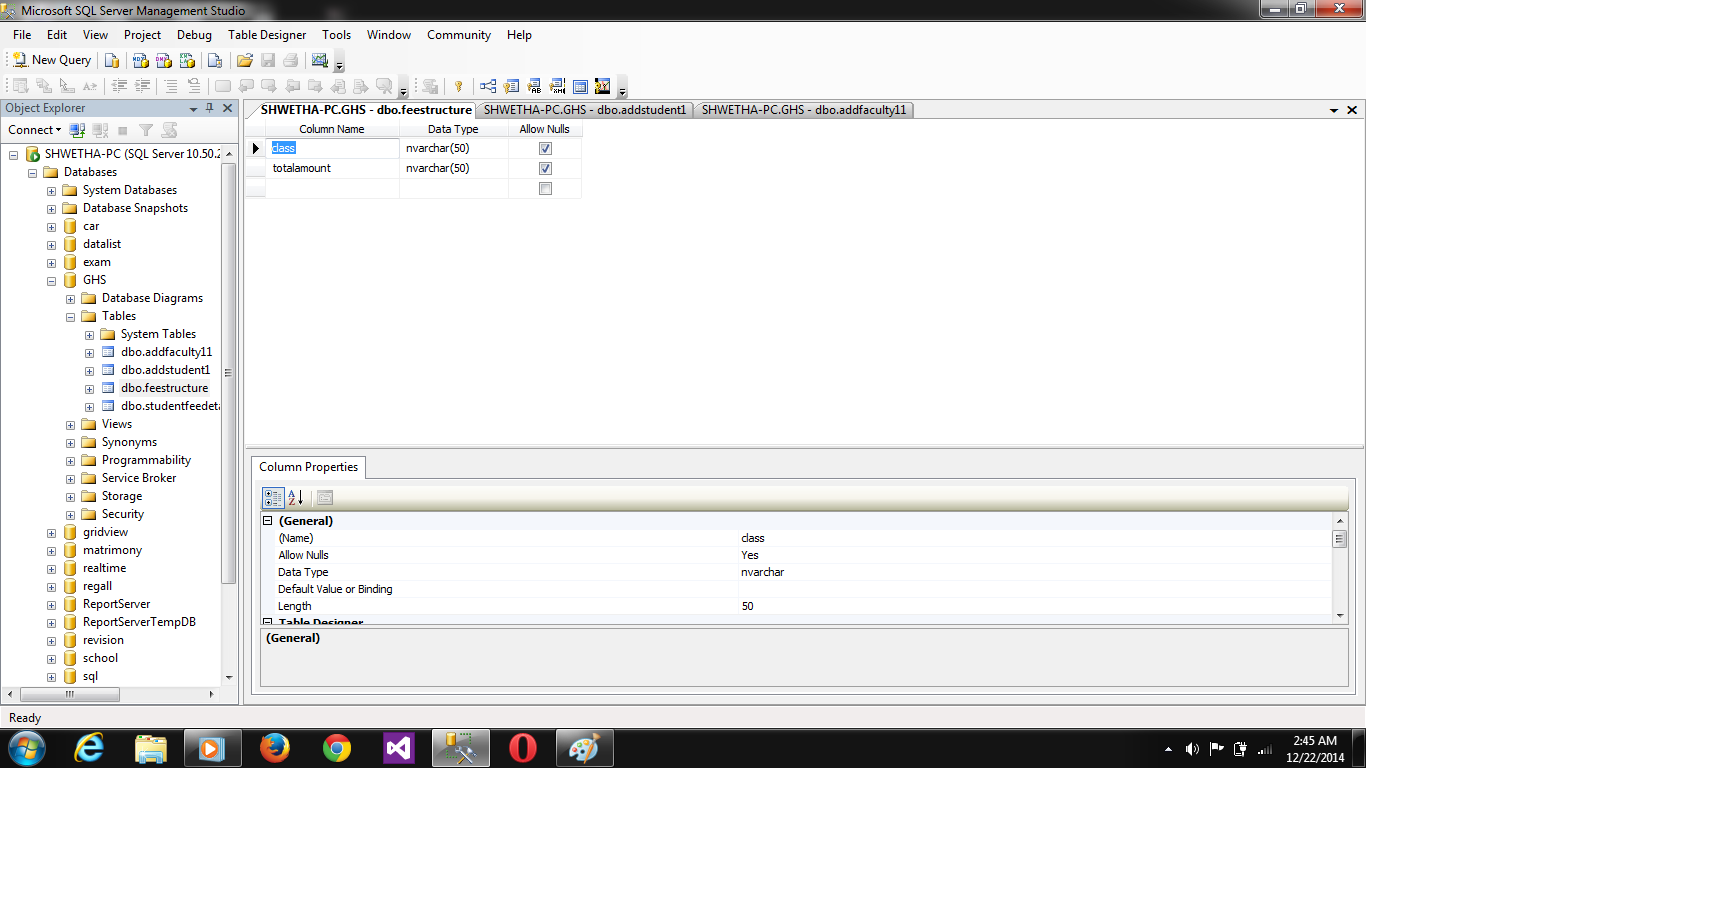 Microsoft SQL Server Management Studio
File Edit View Project Debug Table Designer Tools Window Community Help
New Query
Object Explorer
SHWETHA-PC.GHS - dbo.feestructure SHWETHA-PC.GHS - dbo.addstudent1 SHWETHA-PC.GHS - dbo.addfaculty11
Connect
Column Name Data Type Allow Nulls
class nvarchar(50)
totalamount nvarchar(50)
SHWETHA-PC (SQL Server 10.50.2
Databases
System Databases
Database Snapshots
car
datalist
exam
GHS
Database Diagrams
Tables
System Tables
dbo.addfaculty11
dbo.addstudent1
dbo.feestructure
dbo.studentfeedeta
Views
Synonyms
Programmability
Service Broker
Storage
Security
gridview
matrimony
realtime
regall
ReportServer
ReportServerTempDB
revision
school
sql
Column Properties
(General)
(Name) class
Allow Nulls Yes
Data Type nvarchar
Default Value or Binding
Length 50
Table Designer
(General)
Ready
2:45 AM
12/22/2014